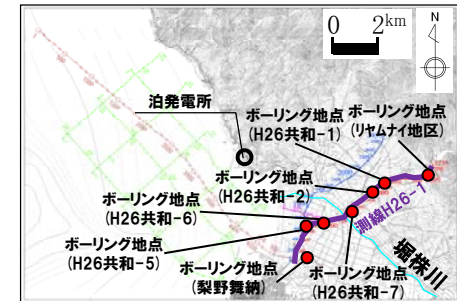 0 2km
N
泊発電所
ボーリング地点
(H26共和-1)
ボーリング地点
(リヤムナイ地区)
ボーリング地点
(H26共和-2)
ボーリング地点
(H26共和-6)
測線H26-1
ボーリング地点
(H26共和-5)
堀株川
ボーリング地点
(梨野舞納)
ボーリング地点
(H26共和-7)